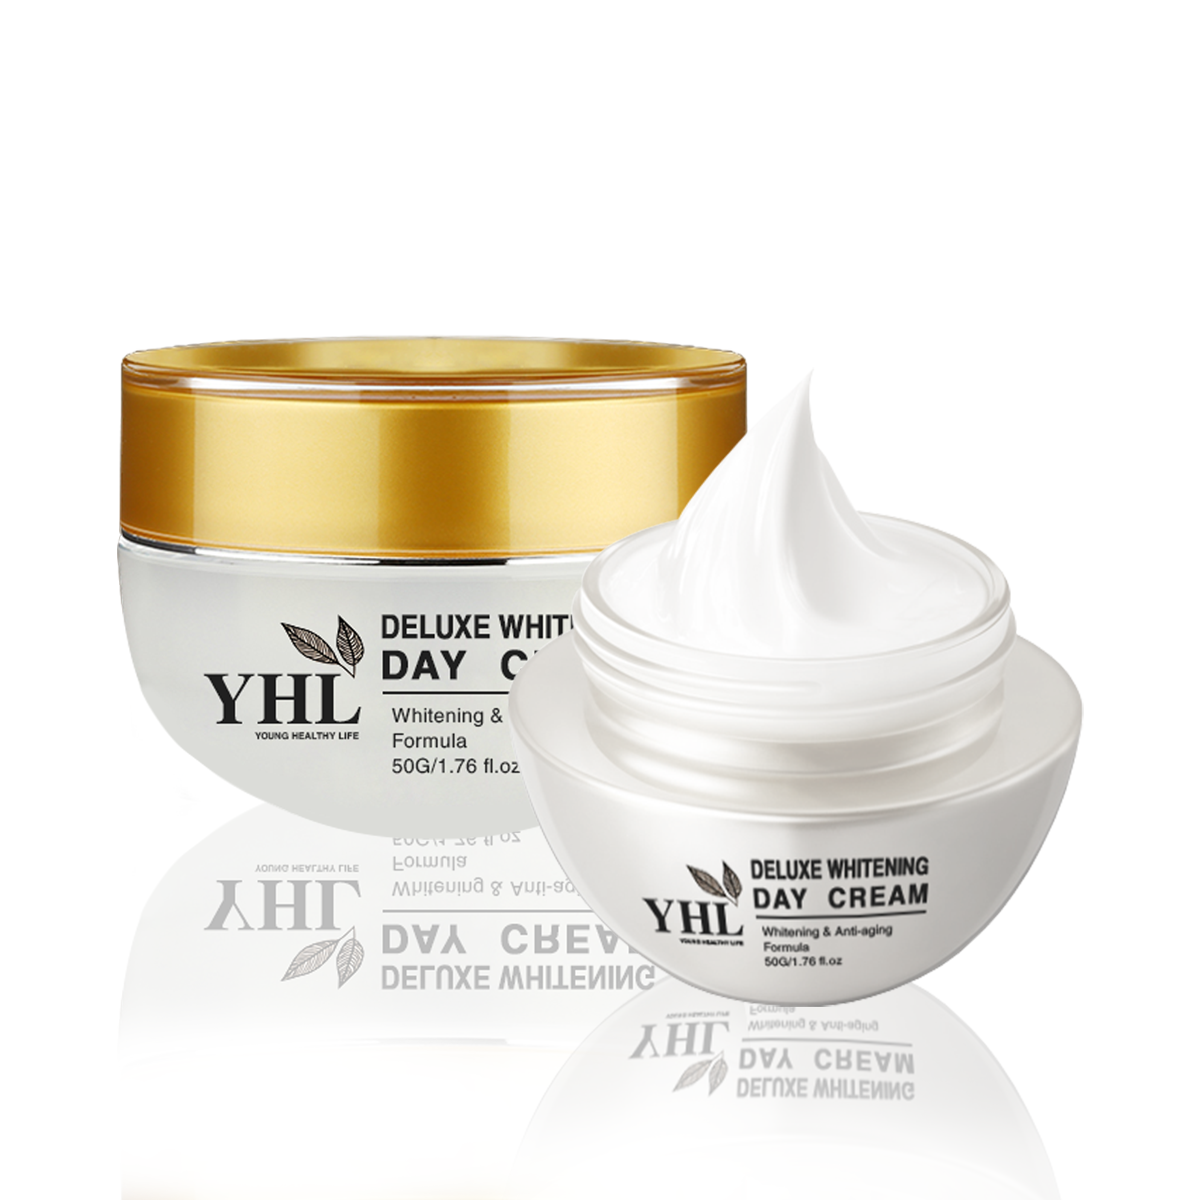 YHL
YOUNG HEALTHY LIFE
DELUXE WHIT
DAY C
Whitening &
Formula
50G/1.76 fl.oz
YHL
YOUNG HEALTHY LIFE
DELUXE WHITENING
DAY CREAM
Whitening & Anti-aging
Formula
50G/1.76 fl.oz